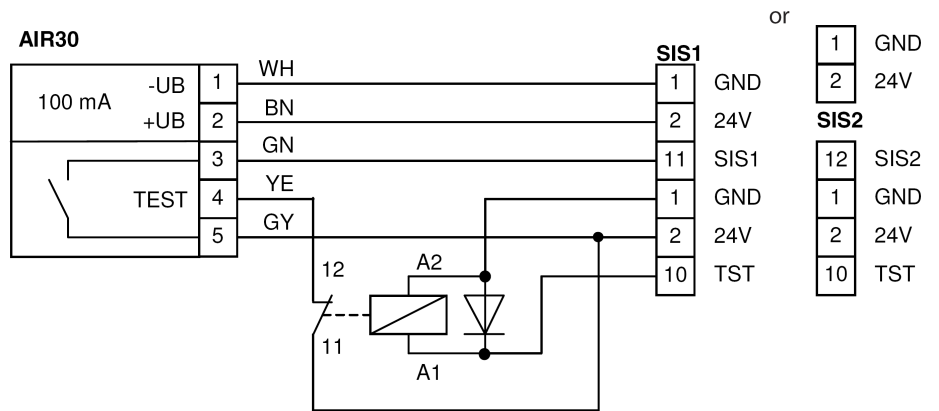 or
AIR30
SIS1
1 GND
-UB 1 WH 1 GND
2 24V
100 mA
+UB 2 BN 2 24V
SIS2
3 GN 11 SIS1
12 SIS2
TEST 4 YE 1 GND
1 GND
5 GY 2 24V
2 24V
12 A2 10 TST
10 TST
11 A1